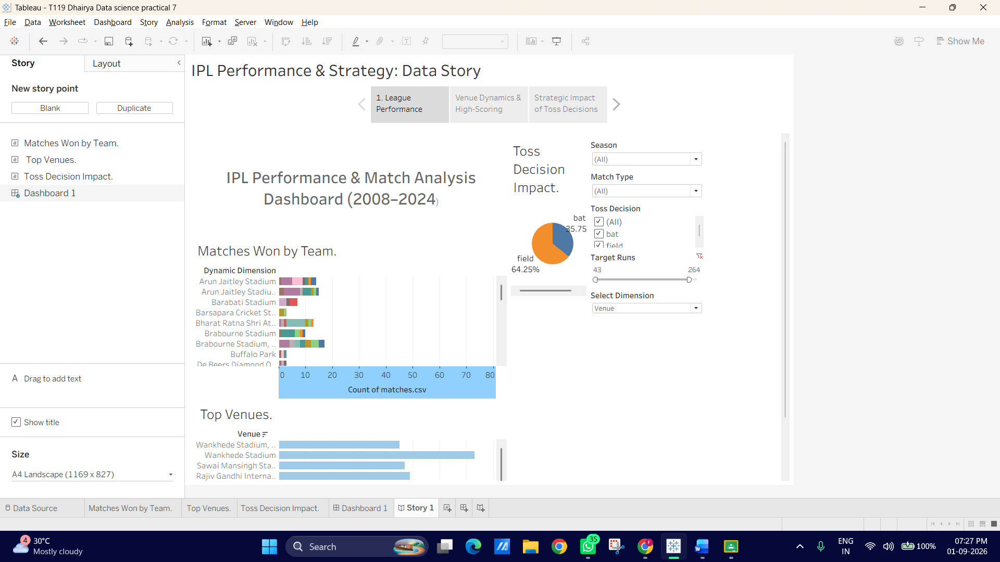 Tableau - T119 Dhairya Data science practical 7
File Data Worksheet Dashboard Story Analysis Format Server Window Help
Show Me
Story Layout
New story point
Blank Duplicate
Matches Won by Team.
Top Venues.
Toss Decision Impact.
Dashboard 1
A Drag to add text
Show title
Size
A4 Landscape (1169 x 827)
IPL Performance & Strategy: Data Story
1. League
Performance
Venue Dynamics &
High-Scoring
Strategic Impact
of Toss Decisions
IPL Performance & Match Analysis
Dashboard (2008–2024)
Matches Won by Team.
Dynamic Dimension
Arun Jaitley Stadium
Arun Jaitley Stadiu..
Barabati Stadium
Barsapara Cricket St..
Bharat Ratna Shri At..
Brabourne Stadium
Brabourne Stadium, ..
Buffalo Park
De Beers Diamond O..
0 10 20 30 40 50 60 70 80
Count of matches.csv
Top Venues.
Venue
Wankhede Stadium, ..
Wankhede Stadium
Sawai Mansingh Sta..
Rajiv Gandhi Interna..
Toss
Decision
Impact.
bat
35.75
field
64.25%
Season
(All)
Match Type
(All)
Toss Decision
(All)
bat
field
Target Runs
43 264
Select Dimension
Venue
Data Source Matches Won by Team. Top Venues. Toss Decision Impact. Dashboard 1 Story 1
4
30°C
Mostly cloudy
Search
35
F
W
ENG
IN
100%
07:27 PM
01-09-2026